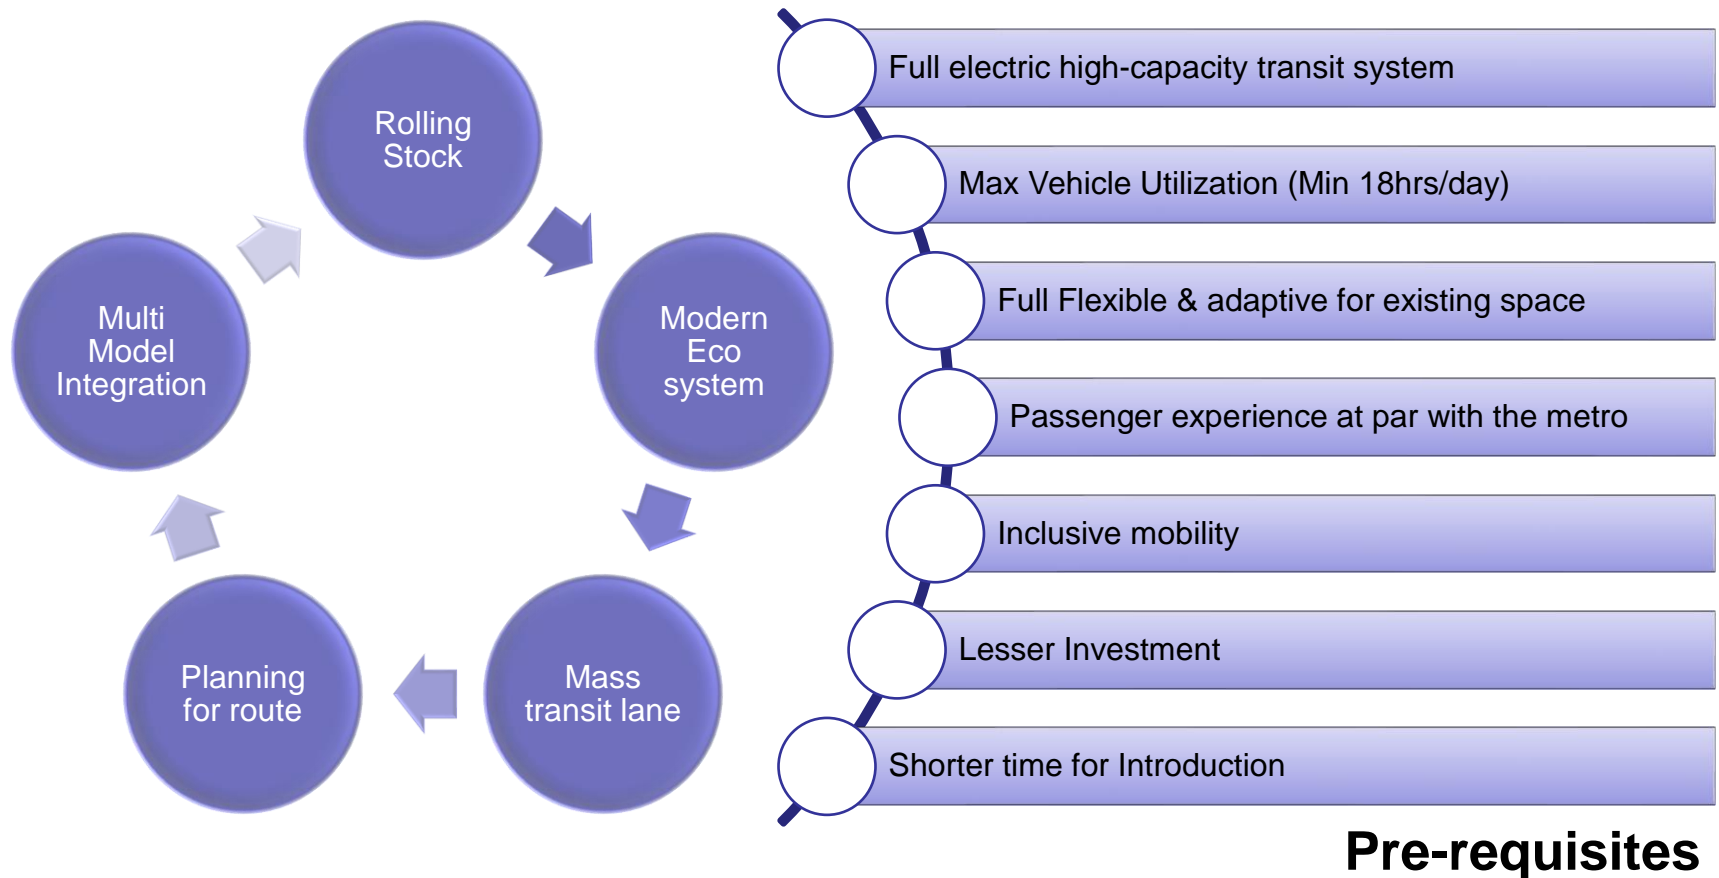 Rolling
Stock
Modern
Eco
system
Mass
transit lane
Planning
for route
Multi
Model
Integration
Full electric high-capacity transit system
Max Vehicle Utilization (Min 18hrs/day)
Full Flexible & adaptive for existing space
Passenger experience at par with the metro
Inclusive mobility
Lesser Investment
Shorter time for Introduction
Pre-requisites